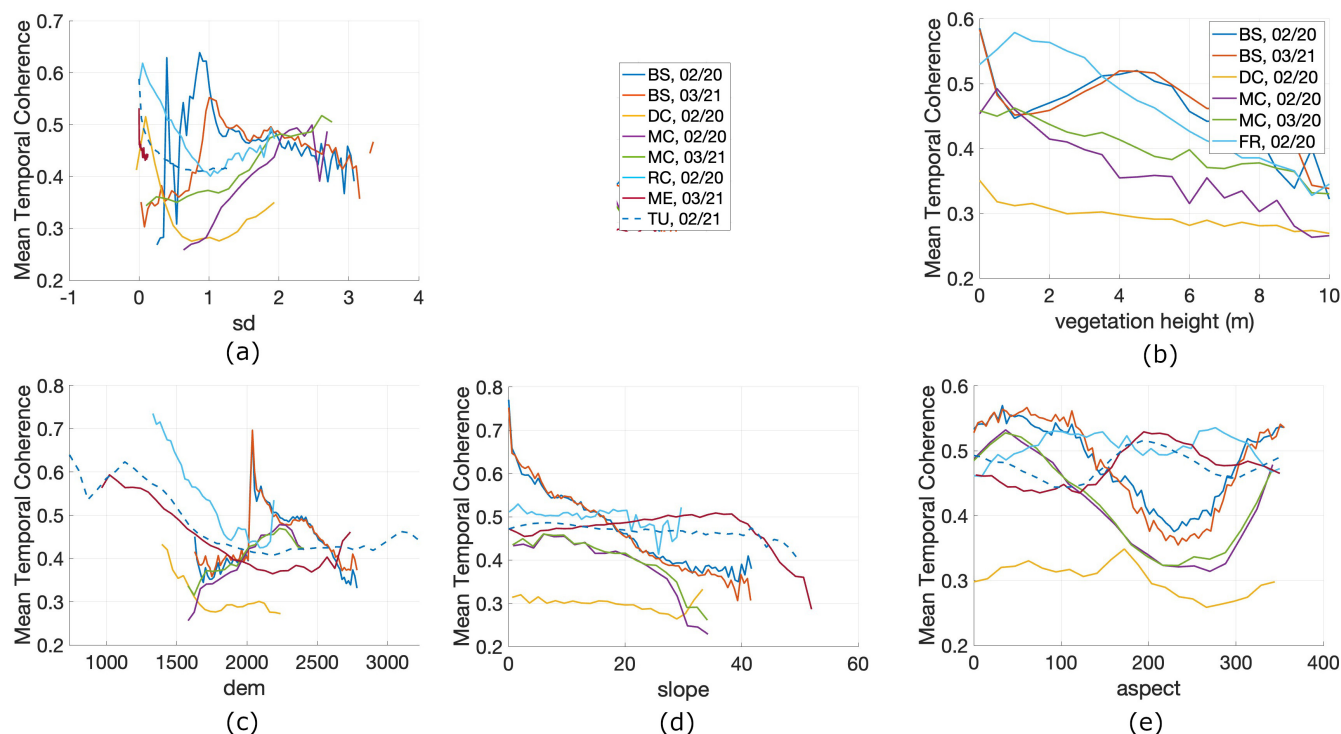 0.7
0.6
0.5
0.4
0.3
0.2
Mean Temporal Coherence
-1 0 1 2 3 4
sd
(a)
BS, 02/20
BS, 03/21
DC, 02/20
MC, 02/20
MC, 03/21
RC, 02/20
ME, 03/21
TU, 02/21
0.6
0.5
0.4
0.3
0.2
Mean Temporal Coherence
0 2 4 6 8 10
vegetation height (m)
(b)
BS, 02/20
BS, 03/21
DC, 02/20
MC, 02/20
MC, 03/20
FR, 02/20
0.8
0.7
0.6
0.5
0.4
0.3
0.2
Mean Temporal Coherence
1000 1500 2000 2500 3000
dem
(c)
0.8
0.7
0.6
0.5
0.4
0.3
0.2
Mean Temporal Coherence
0 20 40 60
slope
(d)
0.6
0.5
0.4
0.3
0.2
Mean Temporal Coherence
0 100 200 300 400
aspect
(e)